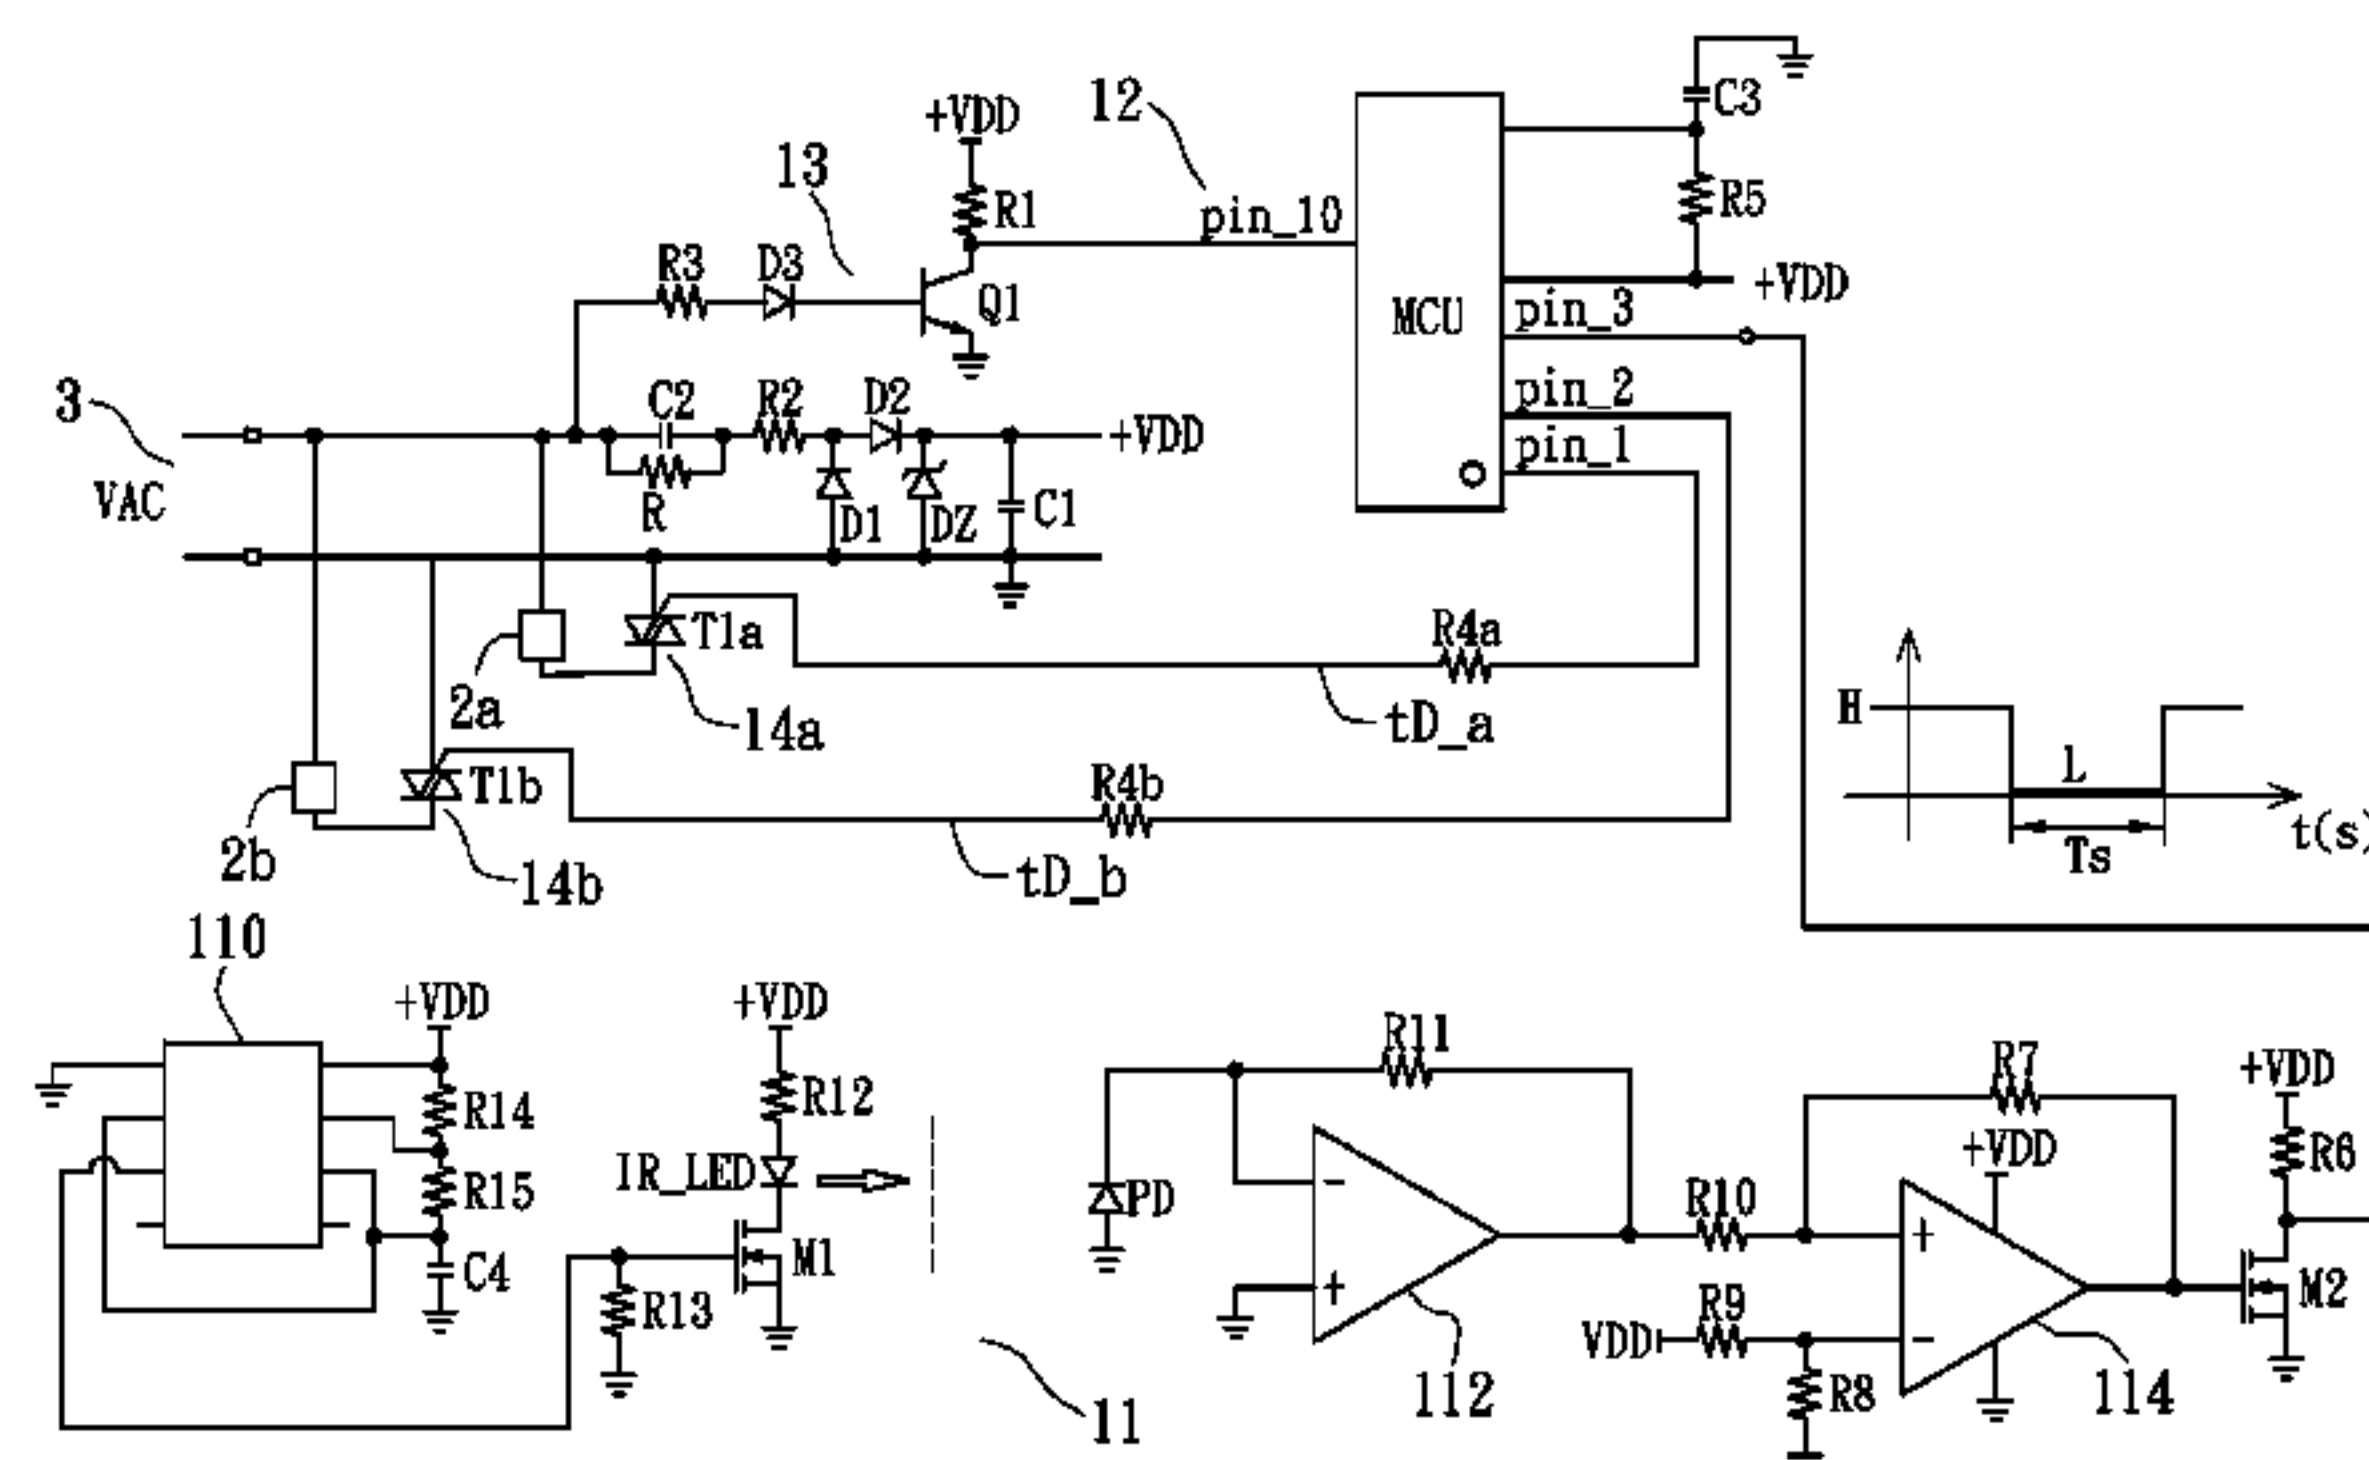 C3
12
+VDD
13
R1
pin_10
R5
R3
D3
Q1
+VDD
MCU
pin_3
3
C2
R2
D2
pin_2
+VDD
pin_1
VAC
R
D1
DZ
C1
T1a
R4a
2a
14a
tD_a
H
L
T1b
R4b
t(s)
Ts
2b
14b
tD_b
110
+VDD
+VDD
R11
R7
+VDD
R14
R12
+VDD
R6
IR_LED
PD
-
R15
R10
+
M1
C4
+
M2
R13
R9
VDD
-
112
R8
114
11